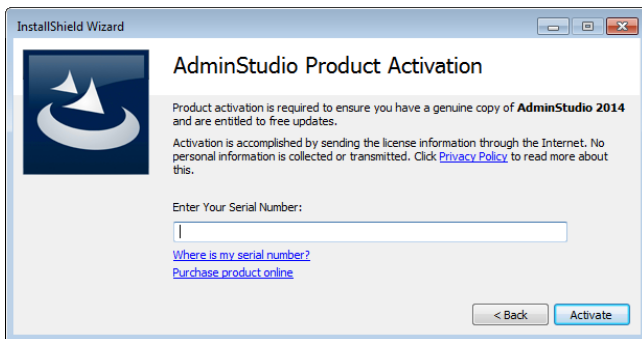 InstallShield Wizard
AdminStudio Product Activation
Product activation is required to ensure you have a genuine copy of AdminStudio 2014
and are entitled to free updates.
Activation is accomplished by sending the license information through the Internet. No
personal information is collected or transmitted. Click Privacy Policy to read more about
this.
Enter Your Serial Number:
Where is my serial number?
Purchase product online
< Back
Activate